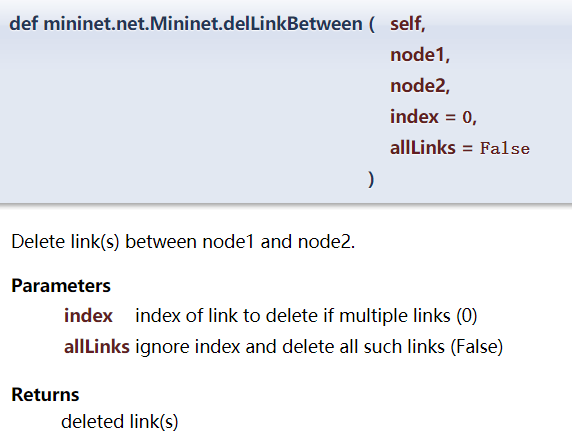 def mininet.net.Mininet.delLinkBetween ( self,
node1,
node2,
index = 0,
allLinks = False
)
Delete link(s) between node1 and node2.
Parameters
index index of link to delete if multiple links (0)
allLinks ignore index and delete all such links (False)
Returns
deleted link(s)